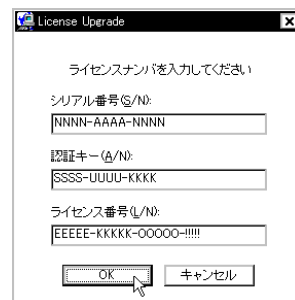 License Upgrade
ライセンスナンバを入力してください
シリアル番号(S/N):
NNNN-AAAA-NNNN
認証キー(A/N):
SSSS-UUUU-KKKK
ライセンス番号(L/N):
EEEEE-KKKKK-OOOOO-!!!!!
OK
キャンセル